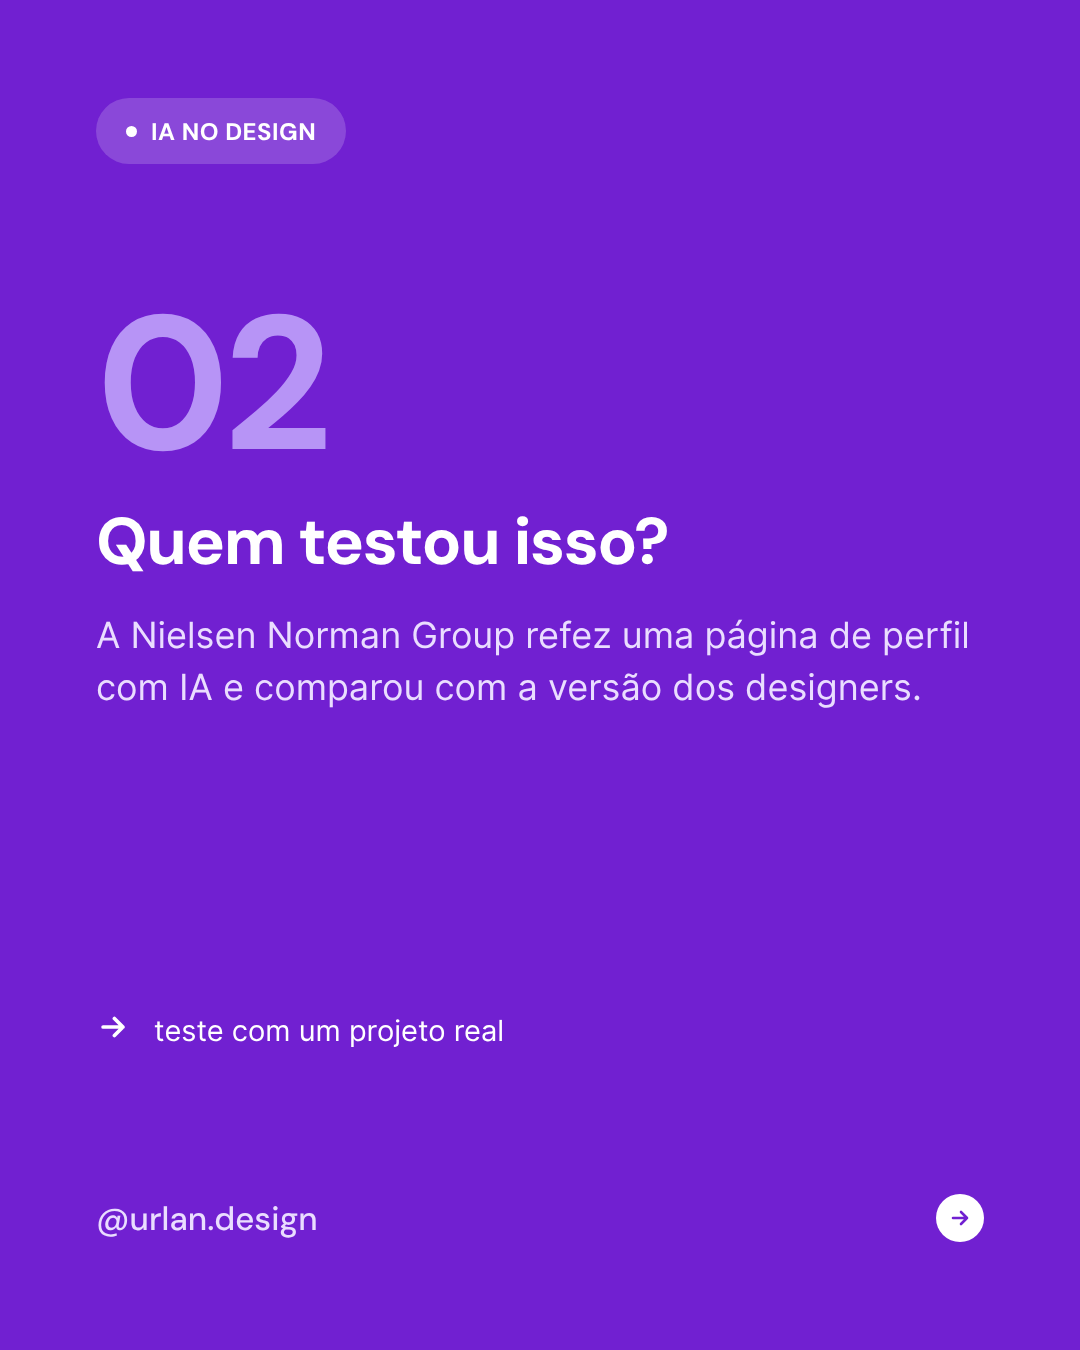 IA NO DESIGN
02
Quem testou isso?
A Nielsen Norman Group refez uma página de perfil
com IA e comparou com a versão dos designers.
→ teste com um projeto real
@urlan.design